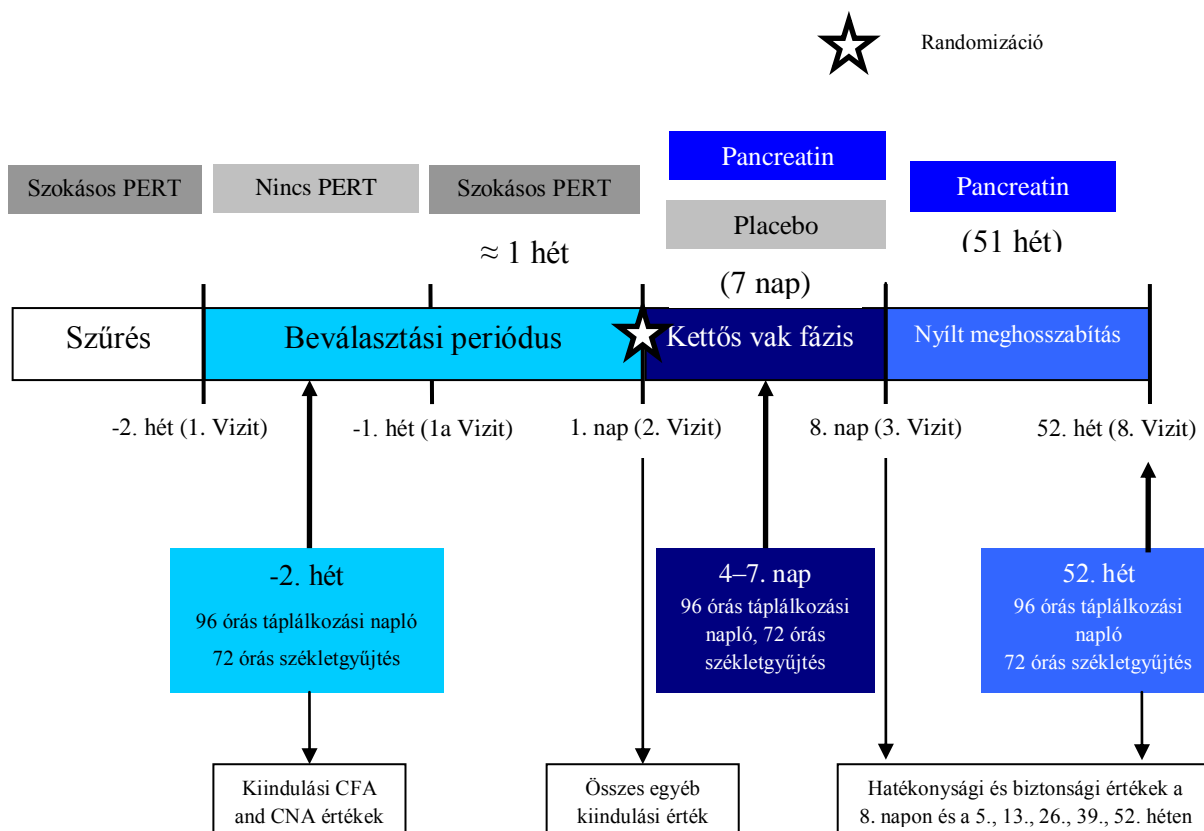 Randomizáció
Pancreatin
Szokásos PERT
Nincs PERT
Szokásos PERT
Pancreatin
Placebo
≈ 1 hét
(51 hét)
(7 nap)
Szűrés
Beválasztási periódus
Kettős vak fázis
Nyílt meghosszabítás
-2. hét (1. Vizit)
-1. hét (1a Vizit)
1. nap (2. Vizit)
8. nap (3. Vizit)
52. hét (8. Vizit)
-2. hét
96 órás táplálkozási napló
72 órás székletgyűjtés
4–7. nap
96 órás táplálkozási
napló, 72 órás
székletgyűjtés
52. hét
96 órás táplálkozási
napló
72 órás székletgyűjtés
Kiindulási CFA
and CNA értékek
Összes egyéb
kiindulási érték
Hatékonysági és biztonsági értékek a
8. napon és a 5., 13., 26., 39., 52. héten